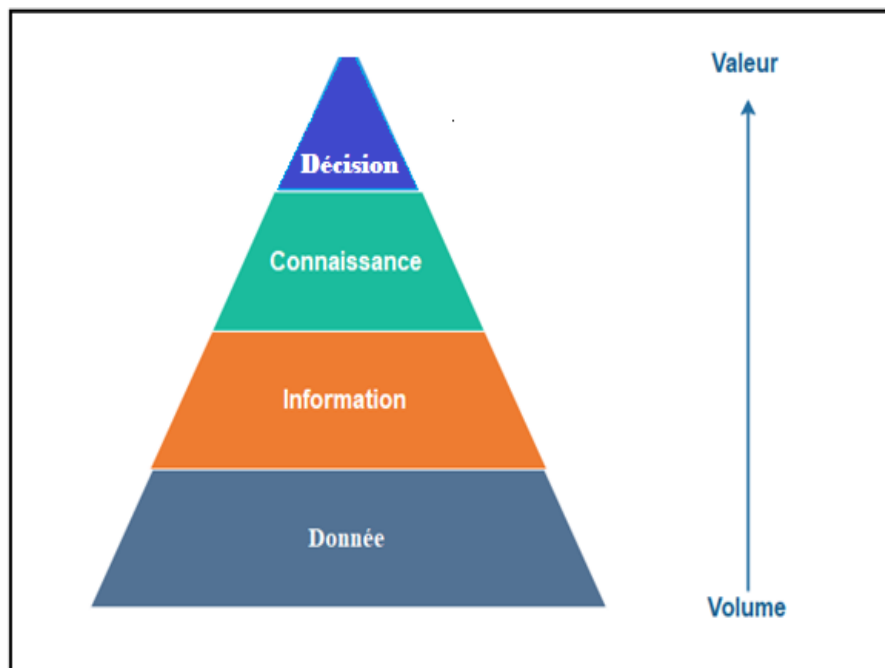 Valeur
Décision
Connaissance
Information
Donnée
Volume